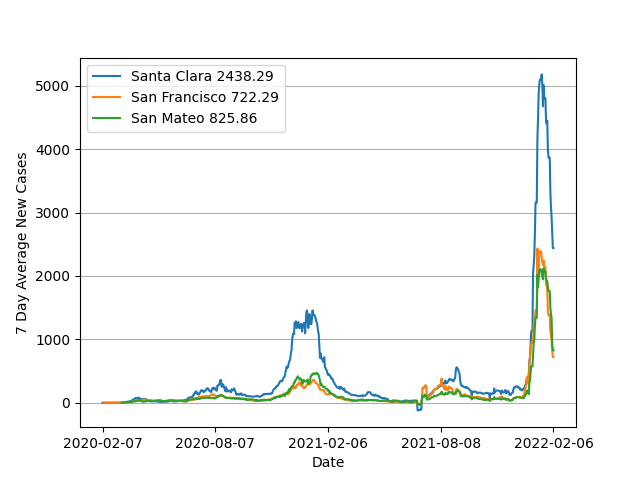 Santa Clara 2438.29
San Francisco 722.29
San Mateo 825.86
7 Day Average New Cases
5000
4000
3000
2000
1000
0
2020-02-07 2020-08-07 2021-02-06 2021-08-08 2022-02-06
Date